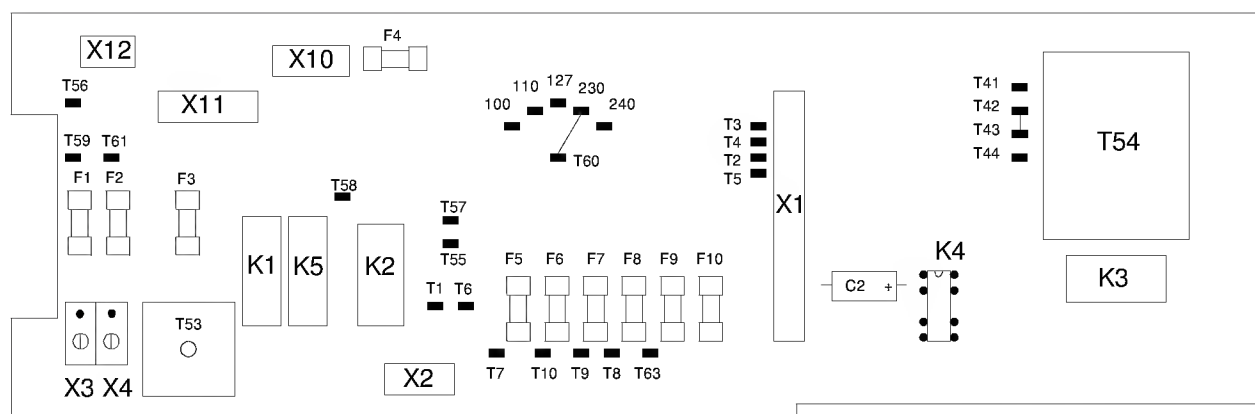 X12
X10
F4
X11
T56
T59
T61
F1
F2
F3
T58
K1
K5
K2
T57
T55
T1
T6
X3
X4
T53
X2
100
110
127
230
240
T60
F5
F6
F7
F8
F9
F10
T7
T10
T9
T8
T63
T3
T4
T2
T5
X1
C2 +
K4
T41
T42
T43
T44
T54
K3